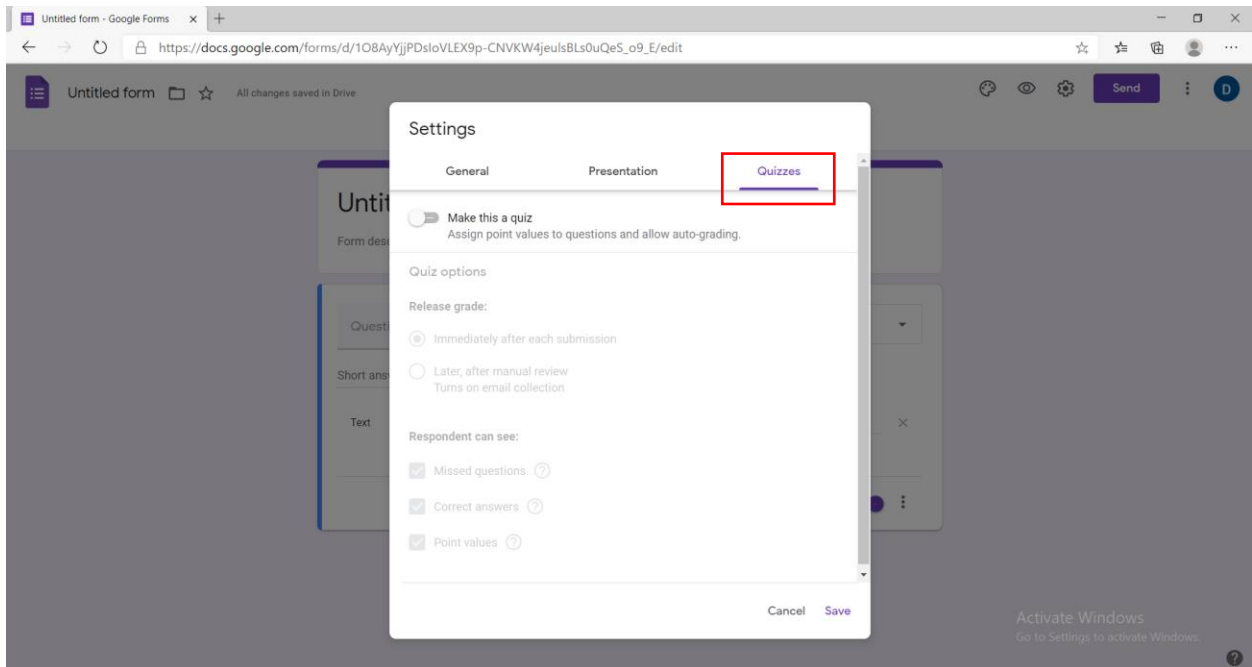 Untitled form - Google Forms
https://docs.google.com/forms/d/1O8AyYjjPDsloVLEX9p-CNVKW4jeulsBLs0uQeS_o9_E/edit
Untitled form
All changes saved in Drive
Send
D
Settings
General
Presentation
Quizzes
Untit
Make this a quiz
Assign point values to questions and allow auto-grading.
Form des
Quiz options
Release grade:
Questi
Immediately after each submission
Short ans
Later, after manual review
Turns on email collection
Text
Respondent can see:
Missed questions
Correct answers
Point values
Cancel
Save
Activate Windows
Go to Settings to activate Windows.